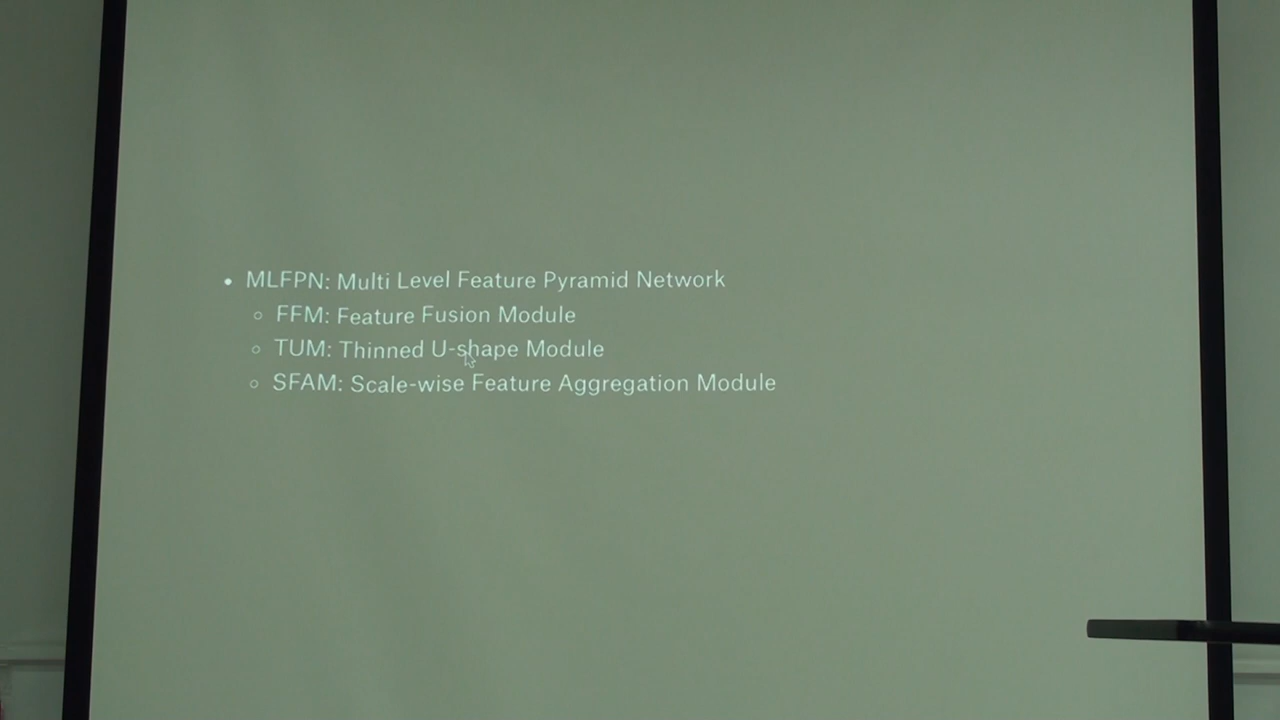 • MLFPN: Multi Level Feature Pyramid Network
◦ FFM: Feature Fusion Module
◦ TUM: Thinned U-shape Module
◦ SFAM: Scale-wise Feature Aggregation Module